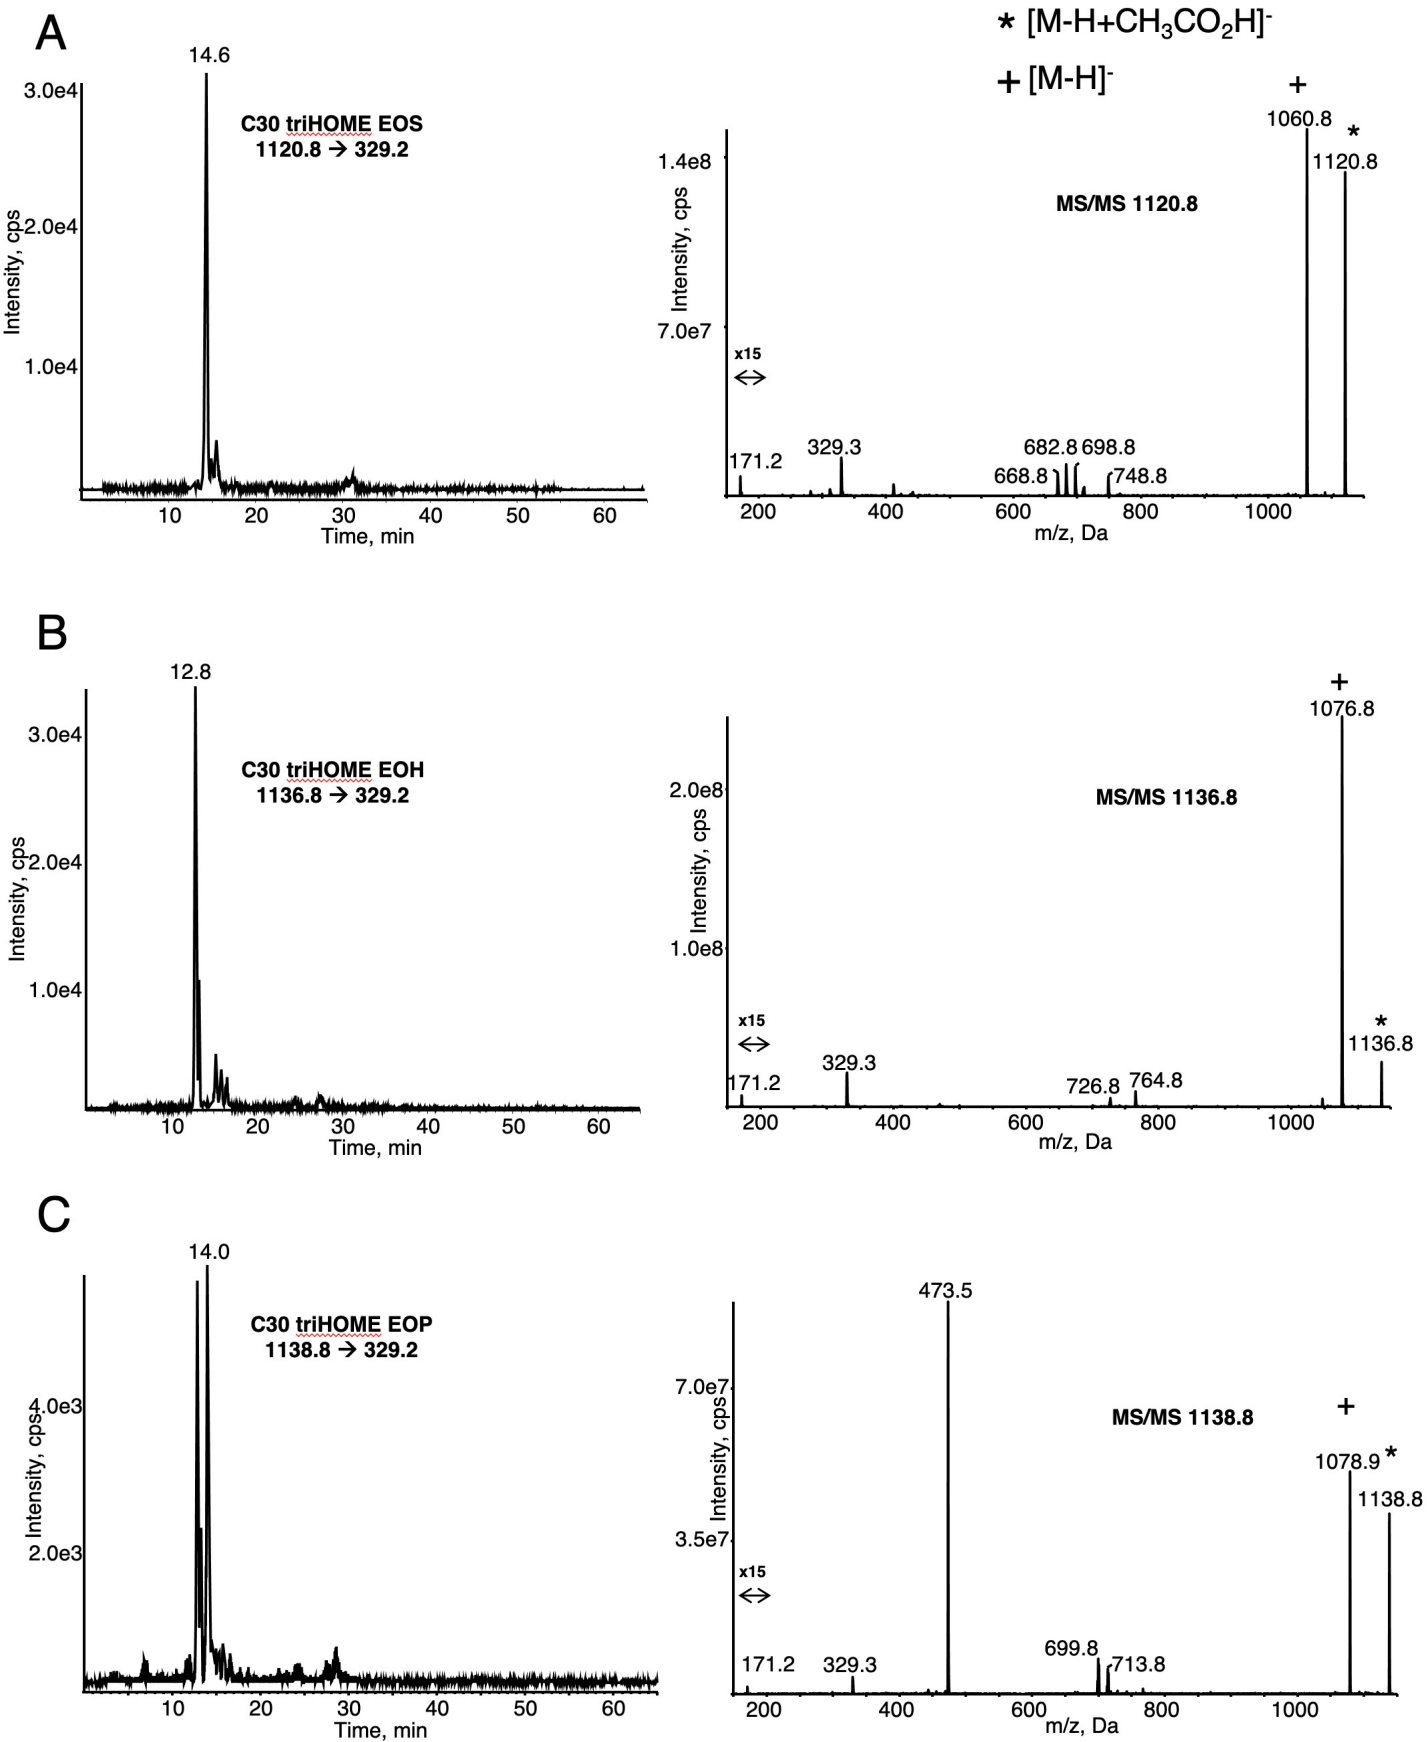 A
* [M-H+CH₃CO₂H]⁻
+ [M-H]⁻
14.6
3.0e4
2.0e4
1.0e4
Intensity, cps
C30 triHOME EOS
1120.8 → 329.2
10 20 30 40 50 60
Time, min
+
1060.8
*
1120.8
1.4e8
7.0e7
Intensity, cps
MS/MS 1120.8
x15
171.2
329.3
682.8 698.8
668.8 748.8
200 400 600 800 1000
m/z, Da
B
12.8
3.0e4
2.0e4
1.0e4
Intensity, cps
C30 triHOME EOH
1136.8 → 329.2
10 20 30 40 50 60
Time, min
+
1076.8
*
1136.8
2.0e8
1.0e8
Intensity, cps
MS/MS 1136.8
x15
171.2
329.3
726.8 764.8
200 400 600 800 1000
m/z, Da
C
14.0
4.0e3
2.0e3
Intensity, cps
C30 triHOME EOP
1138.8 → 329.2
10 20 30 40 50 60
Time, min
473.5
+
1078.9
*
1138.8
7.0e7
3.5e7
Intensity, cps
MS/MS 1138.8
x15
171.2
329.3
699.8
713.8
200 400 600 800 1000
m/z, Da